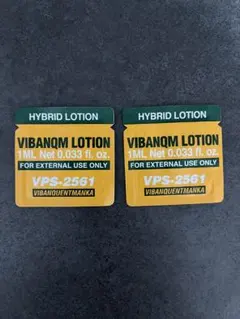 HYBRID LOTION
VIBANQM LOTION
1ML Net 0.033 fl. oz.
FOR EXTERNAL USE ONLY
VPS-2561
VIBANQUENTMANKA
HYBRID LOTION
VIBANQM LOTION
1ML Net 0.033 fl. oz.
FOR EXTERNAL USE ONLY
VPS-2561
VIBANQUENTMANKA